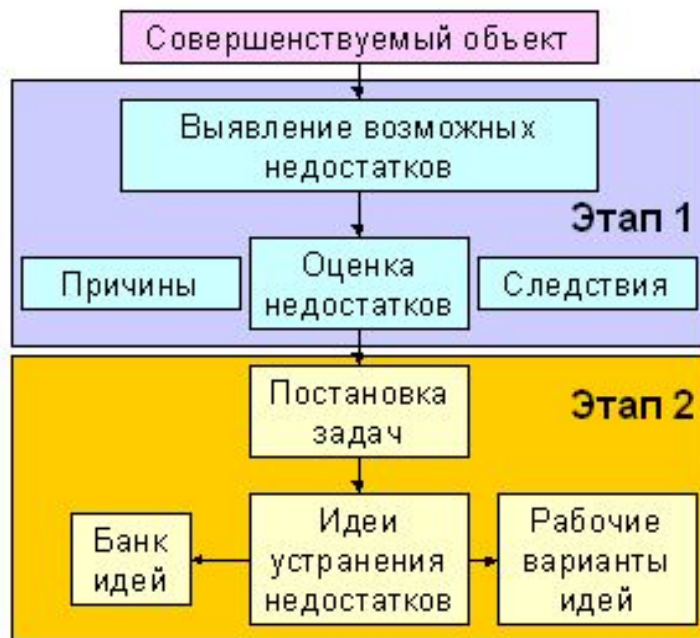 Совершенствуемый объект
Выявление возможных
недостатков
Этап 1
Причины
Оценка
недостатков
Следствия
Постановка
задач
Этап 2
Банк
идей
Идеи
устранения
недостатков
Рабочие
варианты
идей